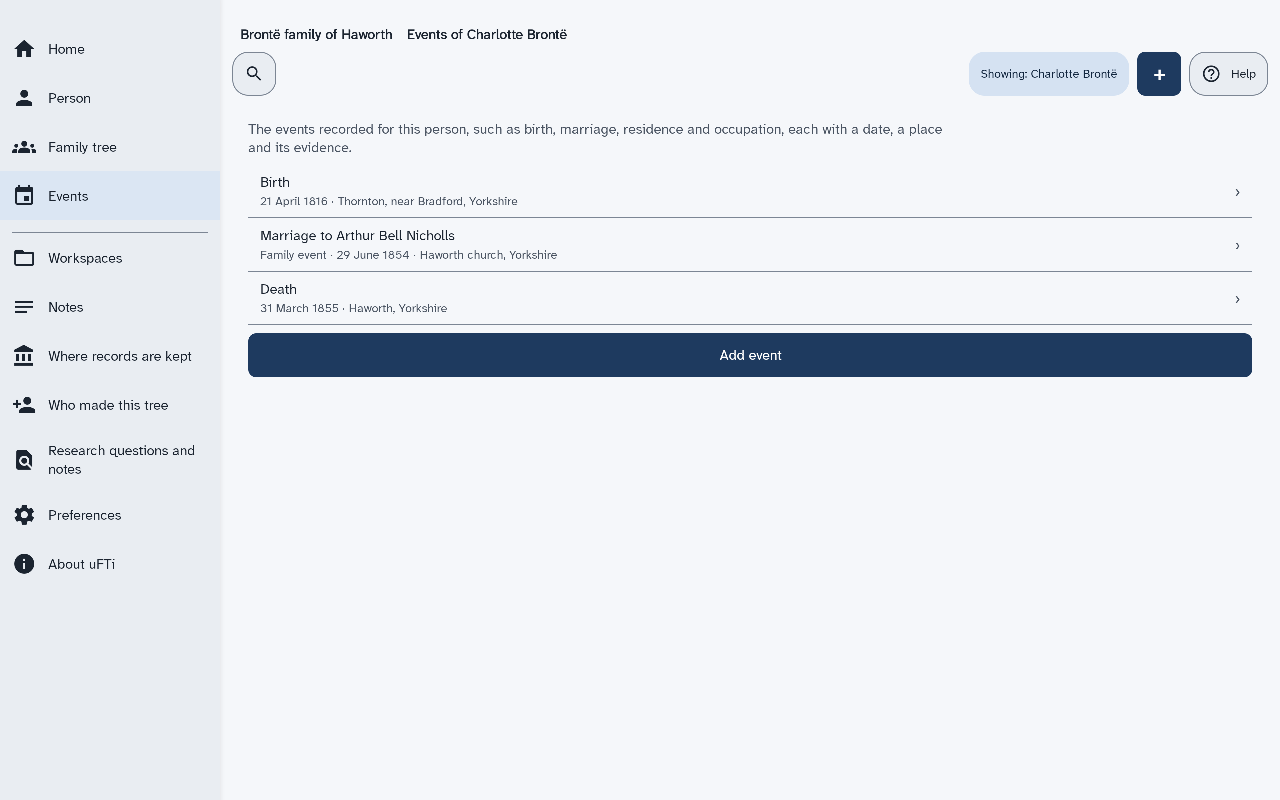 Brontë family of Haworth Events of Charlotte Brontë
Showing: Charlotte Brontë
+
Help
Home
Person
Family tree
Events
Workspaces
Notes
Where records are kept
Who made this tree
Research questions and
notes
Preferences
About uFTi
The events recorded for this person, such as birth, marriage, residence and occupation, each with a date, a place
and its evidence.
Birth
21 April 1816 · Thornton, near Bradford, Yorkshire
Marriage to Arthur Bell Nicholls
Family event · 29 June 1854 · Haworth church, Yorkshire
Death
31 March 1855 · Haworth, Yorkshire
Add event